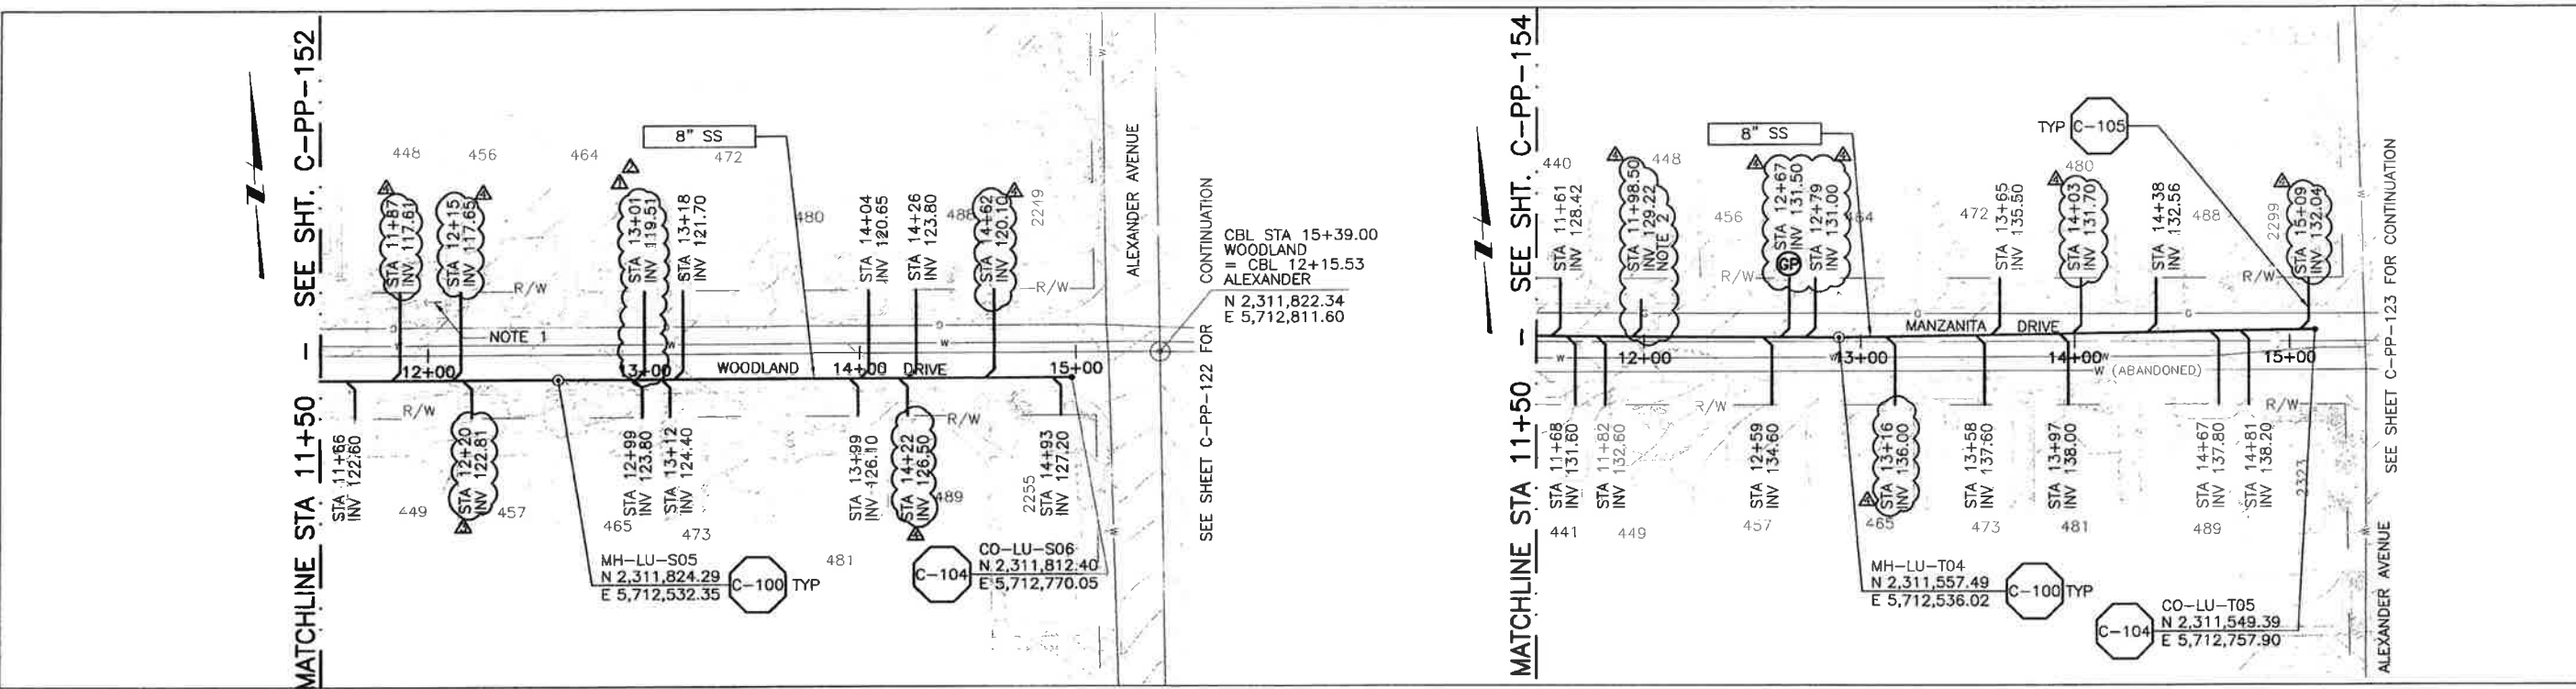 MATCHLINE STA 11+50 - SEE SHT. C-PP-152
Z
448
456
464
472
480
488
2249
8" SS
4
STA 11+87
INV 117.61
4
STA 12+15
INV 117.65
1
2
STA 13+01
INV 119.51
STA 13+18
INV 121.70
STA 14+04
INV 120.65
STA 14+26
INV 123.80
4
STA 14+62
INV 120.10
R/W
R/W
NOTE 1
G
G
W
W
W
12+00
13+00
WOODLAND DRIVE
14+00
15+00
R/W
R/W
STA 11+66
INV 122.60
STA 12+20
INV 122.81
STA 12+99
INV 123.80
STA 13+12
INV 124.40
STA 13+99
INV 126.10
STA 14+22
INV 126.50
4
STA 14+93
INV 127.20
449
457
465
473
481
489
2255
MH-LU-S05
N 2,311,824.29
E 5,712,532.35
C-100 TYP
C-104
CO-LU-S06
N 2,311,812.40
E 5,712,770.05
ALEXANDER AVENUE
SEE SHEET C-PP-122 FOR CONTINUATION
CBL STA 15+39.00
WOODLAND
= CBL 12+15.53
ALEXANDER
N 2,311,822.34
E 5,712,811.60
MATCHLINE STA 11+50 - SEE SHT. C-PP-154
Z
8" SS
TYP C-105
440
448
456
464
472
480
488
2299
STA 11+61
INV 128.42
4
STA 11+98.50
INV 129.22
NOTE 2
4
STA 12+67
INV 131.50
GP
4
STA 12+79
INV 131.00
STA 13+65
INV 135.50
4
STA 14+03
INV 131.70
STA 14+38
INV 132.56
4
STA 15+09
INV 132.04
R/W
R/W
G
G
G
MANZANITA DRIVE
12+00
13+00
14+00
15+00
W
W
W
W (ABANDONED)
R/W
R/W
STA 11+68
INV 131.60
STA 11+82
INV 132.60
STA 12+59
INV 134.60
4
STA 13+16
INV 136.00
STA 13+58
INV 137.60
STA 13+97
INV 138.00
STA 14+67
INV 137.80
STA 14+81
INV 138.20
441
449
457
465
473
481
489
2323
MH-LU-T04
N 2,311,557.49
E 5,712,536.02
C-100 TYP
C-104
CO-LU-T05
N 2,311,549.39
E 5,712,757.90
ALEXANDER AVENUE
SEE SHEET C-PP-123 FOR CONTINUATION